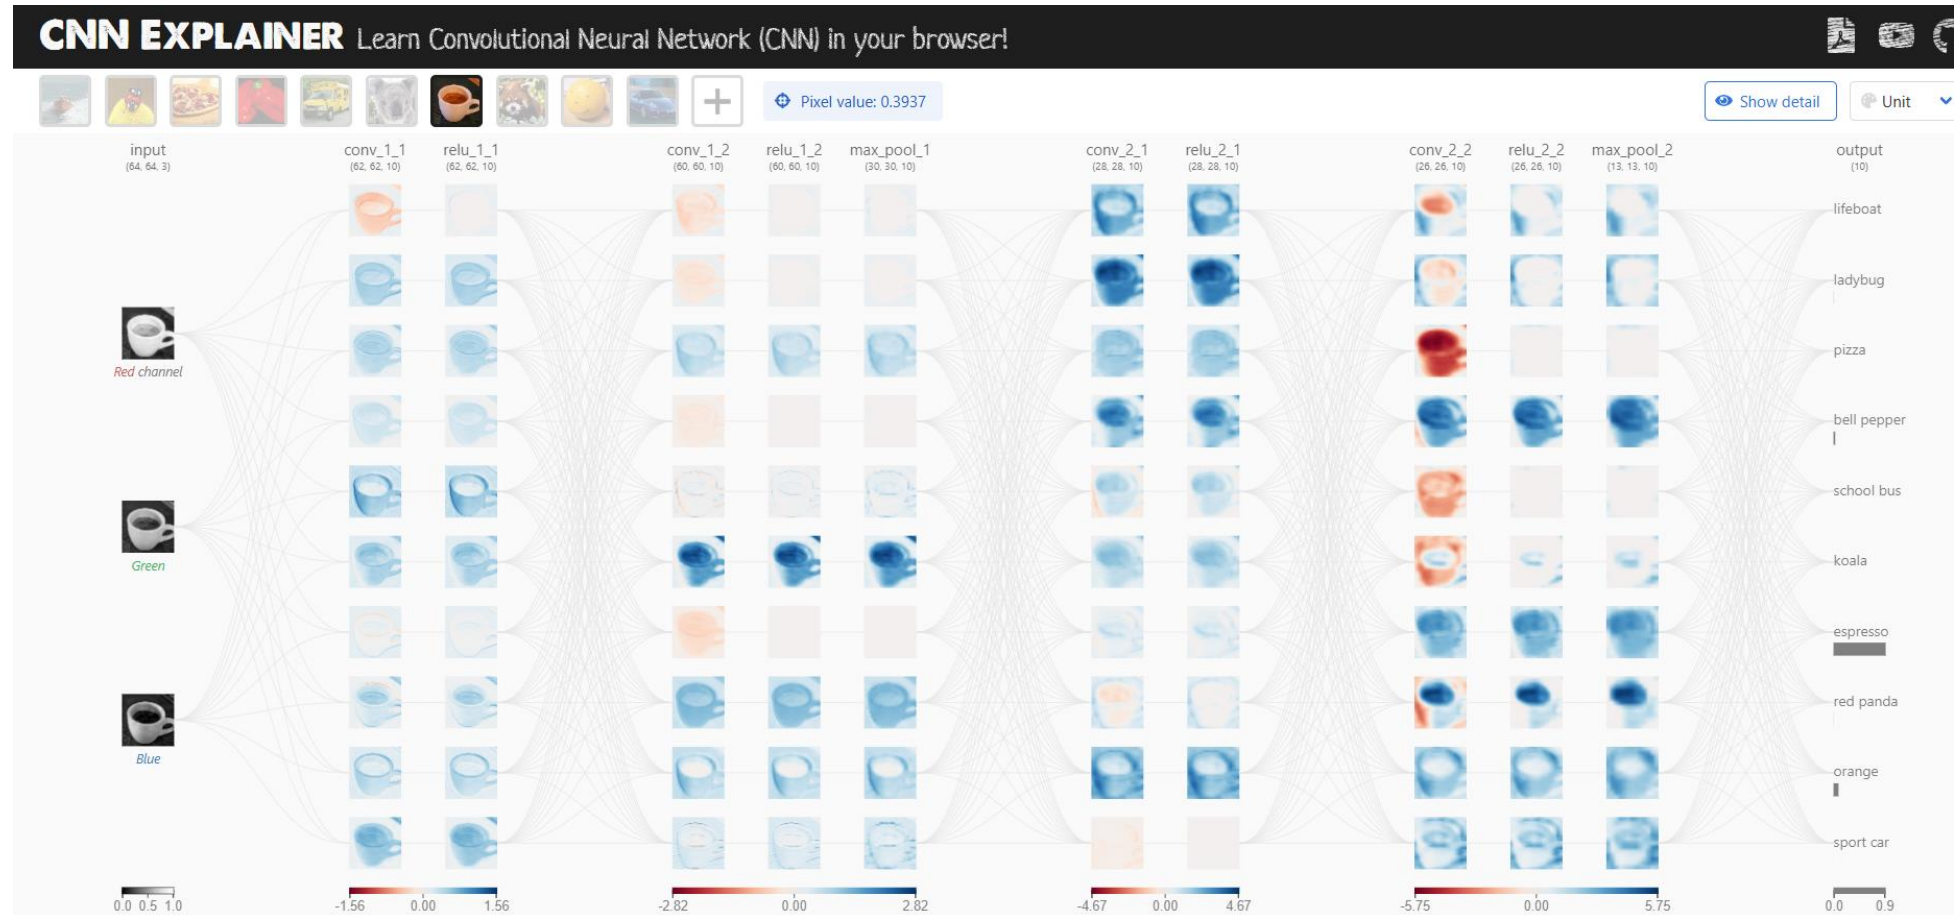 CNN EXPLAINER Learn Convolutional Neural Network (CNN) in your browser!
Pixel value: 0.3937
Show detail
Unit
input conv_1_1 relu_1_1 conv_1_2 relu_1_2 max_pool_1 conv_2_1 relu_2_1 conv_2_2 relu_2_2 max_pool_2 output
(64, 64, 3) (62, 62, 10) (62, 62, 10) (60, 60, 10) (60, 60, 10) (30, 30, 10) (28, 28, 10) (28, 28, 10) (26, 26, 10) (26, 26, 10) (13, 13, 10) (10)
lifeboat
ladybug
pizza
Red channel
bell pepper
school bus
koala
Green
espresso
red panda
Blue
orange
sport car
0.0 0.5 1.0 -1.56 0.00 1.56 -2.82 0.00 2.82 -4.67 0.00 4.67 -5.75 0.00 5.75 0.0 0.9